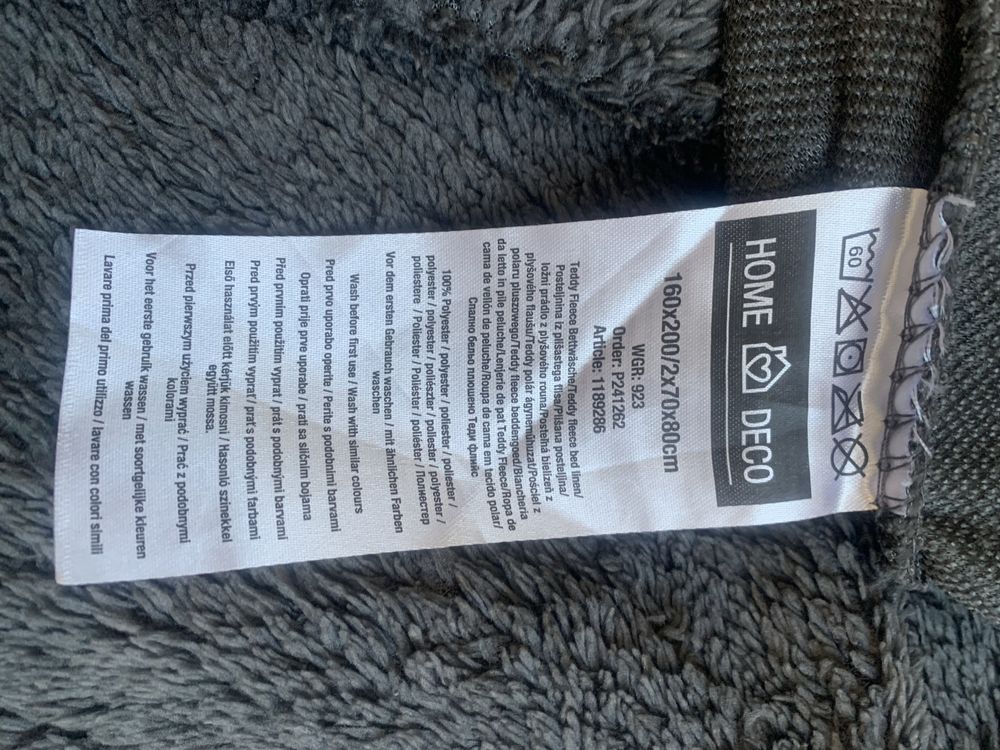 60
HOME DECO
160x200/2x70x80cm
WGR: 923
Order: P241262
Article: 1189286
Teddy Fleece Bettwäsche/Teddy fleece bed linen/
Posteljnina iz plišastega flisa/Plišana posteljina/
ložní prádlo z plyšového rouna/Posteľná bielizeň z
plyšového flaušu/Teddy polár ágyneműhuzat/Pościel z
polaru pluszowego/Teddy fleece beddengoed/Biancheria
da letto in pile peluche/Lenjerie de pat Teddy Fleece/Ropa de
cama de vellón de peluche/Roupa de cama em tecido polar/
Спално бельо плюшено Теди флийс
100% Polyester / polyester / poliester / poliester /
polyester / polyester / poliészter / poliester / polyester /
poliestere / Poliester / Poliéster / poliéster / Полиестер
Vor dem ersten Gebrauch waschen / mit ähnlichen Farben
waschen
Wash before first use / Wash with similar colours
Pred prvo uporabo operite / Perite s podobnimi barvami
Oprati prije prve uporabe / prati sa sličnim bojama
Před prvním použitím vyprat / prát s podobnými barvami
Pred prvým použitím vyprať/ prať s podobnými farbami
Első használat előtt kérjük kimosni / hasonló színekkel
együtt mossa.
Przed pierwszym użyciem wyprać / Prać z podobnymi
kolorami
Voor het eerste gebruik wassen / met soortgelijke kleuren
wassen
Lavare prima del primo utilizzo / lavare con colori simili